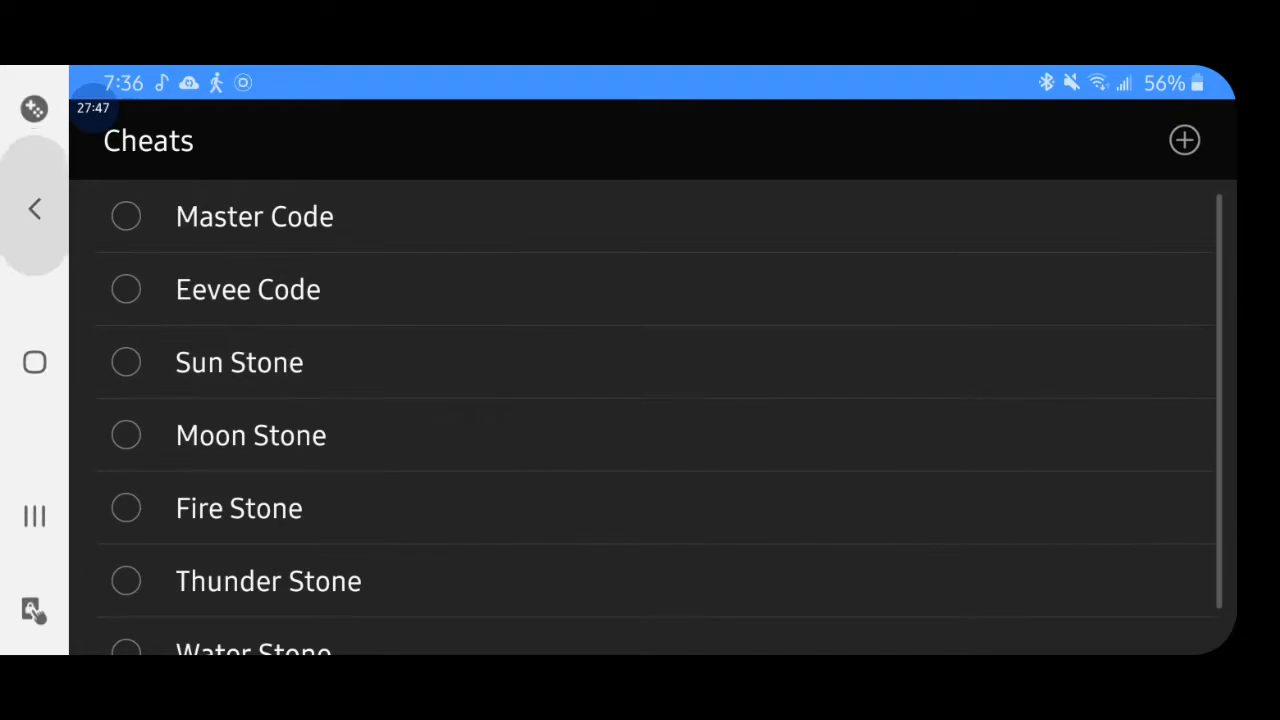 7:36
56%
27:47
Cheats
Master Code
Eevee Code
Sun Stone
Moon Stone
Fire Stone
Thunder Stone
Water Stone